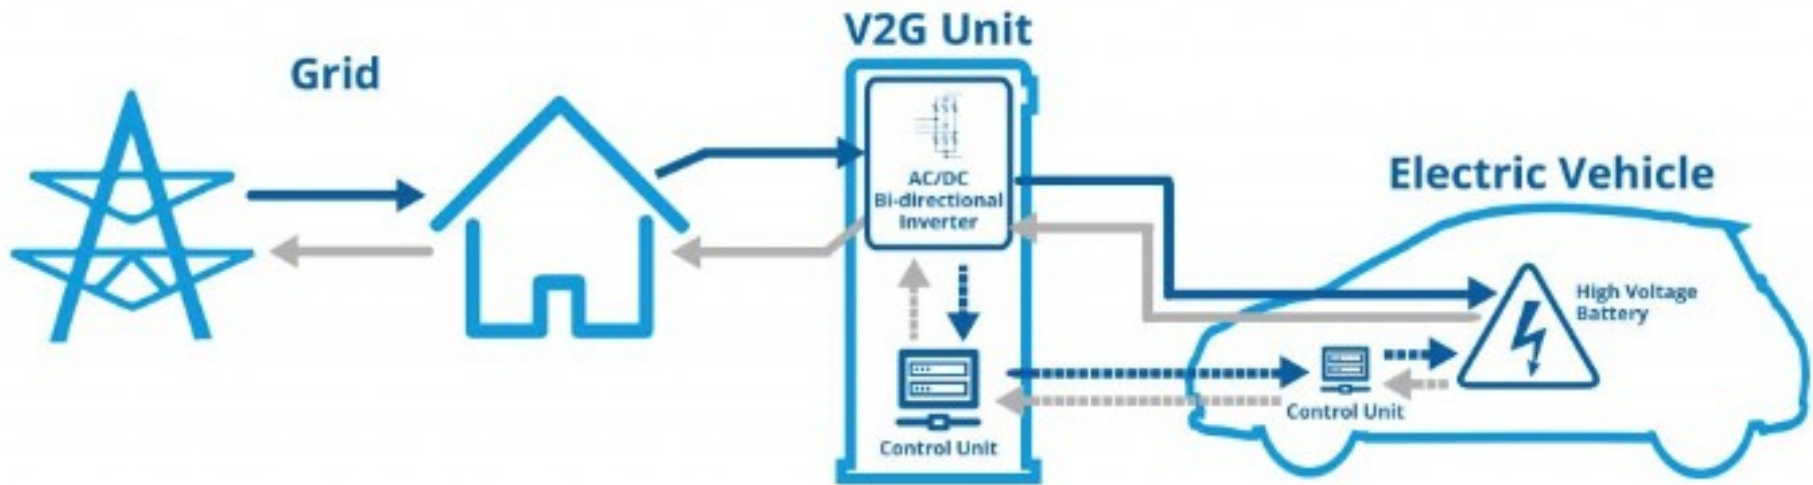 V2G Unit
Grid
AC/DC
Bi-directional
Inverter
Electric Vehicle
High Voltage
Battery
Control Unit
Control Unit